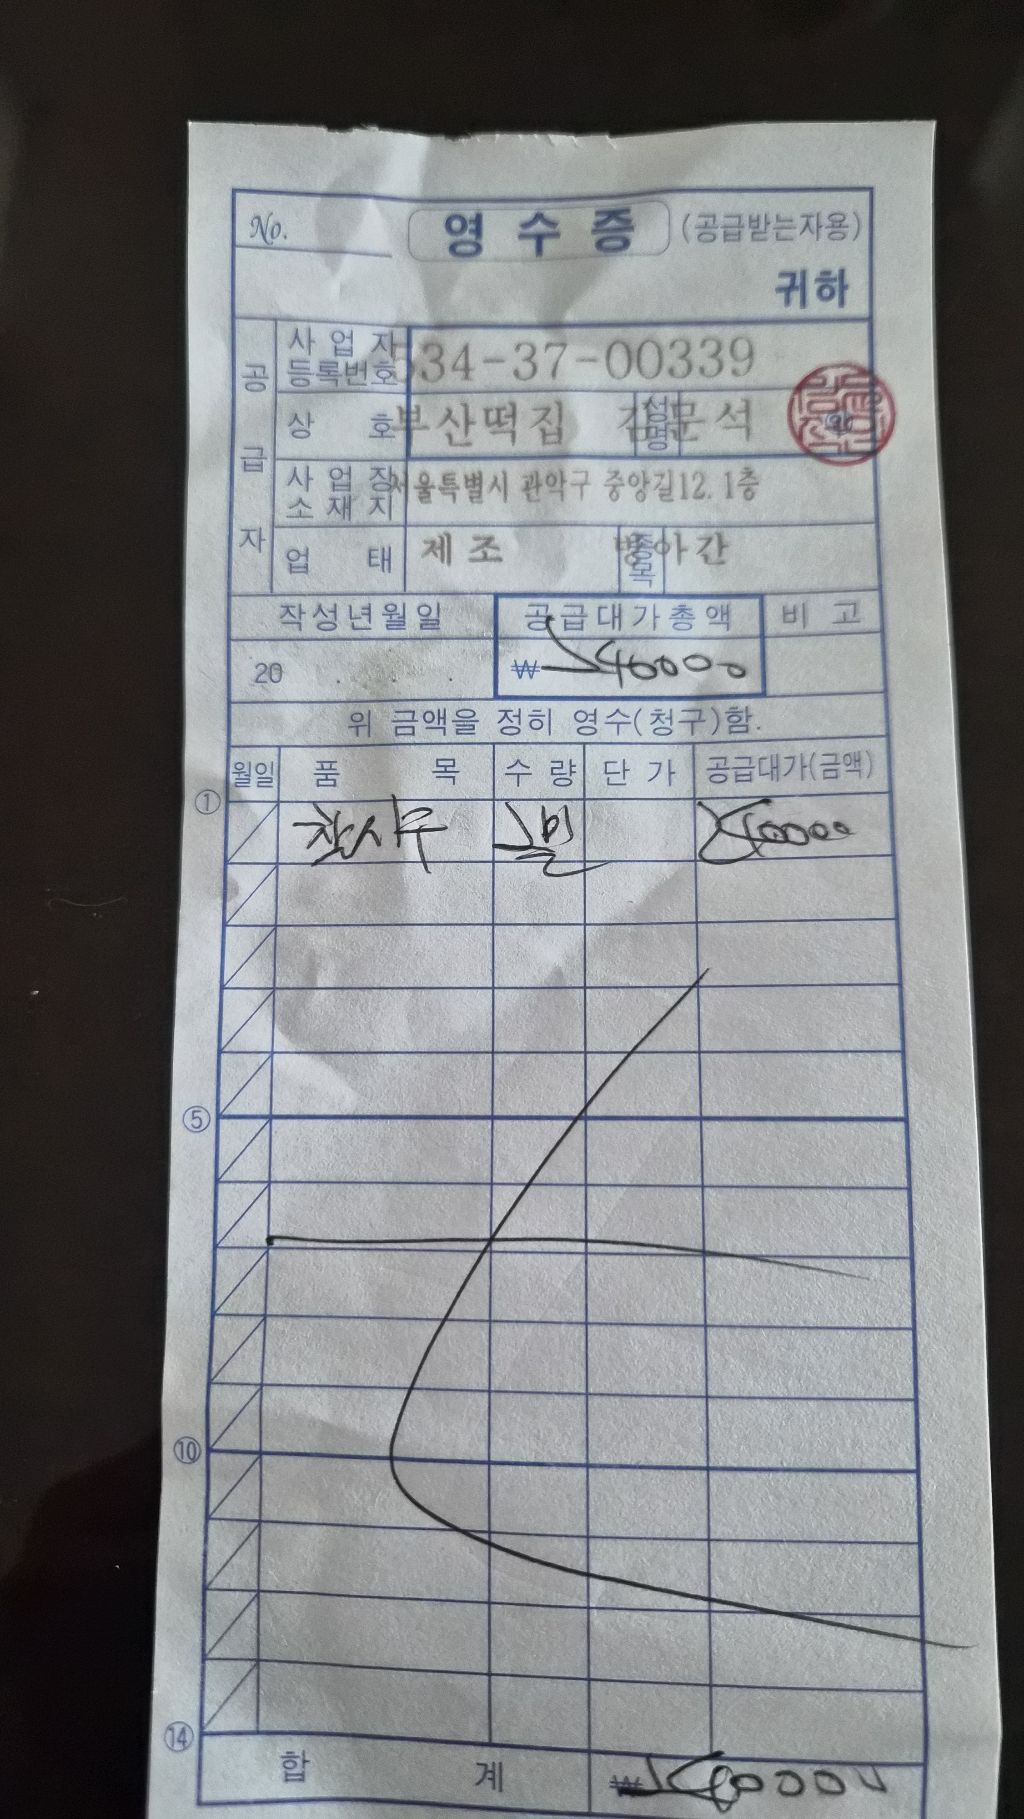 No. 영수증 (공급받는자용)
귀하
공급자
사업자등록번호 534-37-00339
상호 부산떡집 성명 김문석
사업장소재지 서울특별시 관악구 중앙길12. 1층
업태 제조 종목 방아간
작성년월일 공급대가총액 비고
20 . . . ₩ 240000
위 금액을 정히 영수(청구)함.
월일 품목 수량 단가 공급대가(금액)
①
⑤
⑩
⑭
합계